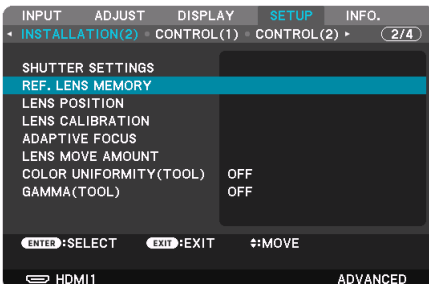 INPUT ADJUST DISPLAY SETUP INFO.
INSTALLATION(2) CONTROL(1) CONTROL(2) 2/4
SHUTTER SETTINGS
REF. LENS MEMORY
LENS POSITION
LENS CALIBRATION
ADAPTIVE FOCUS
LENS MOVE AMOUNT
COLOR UNIFORMITY(TOOL) OFF
GAMMA(TOOL) OFF
ENTER:SELECT EXIT:EXIT :MOVE
HDMI1 ADVANCED